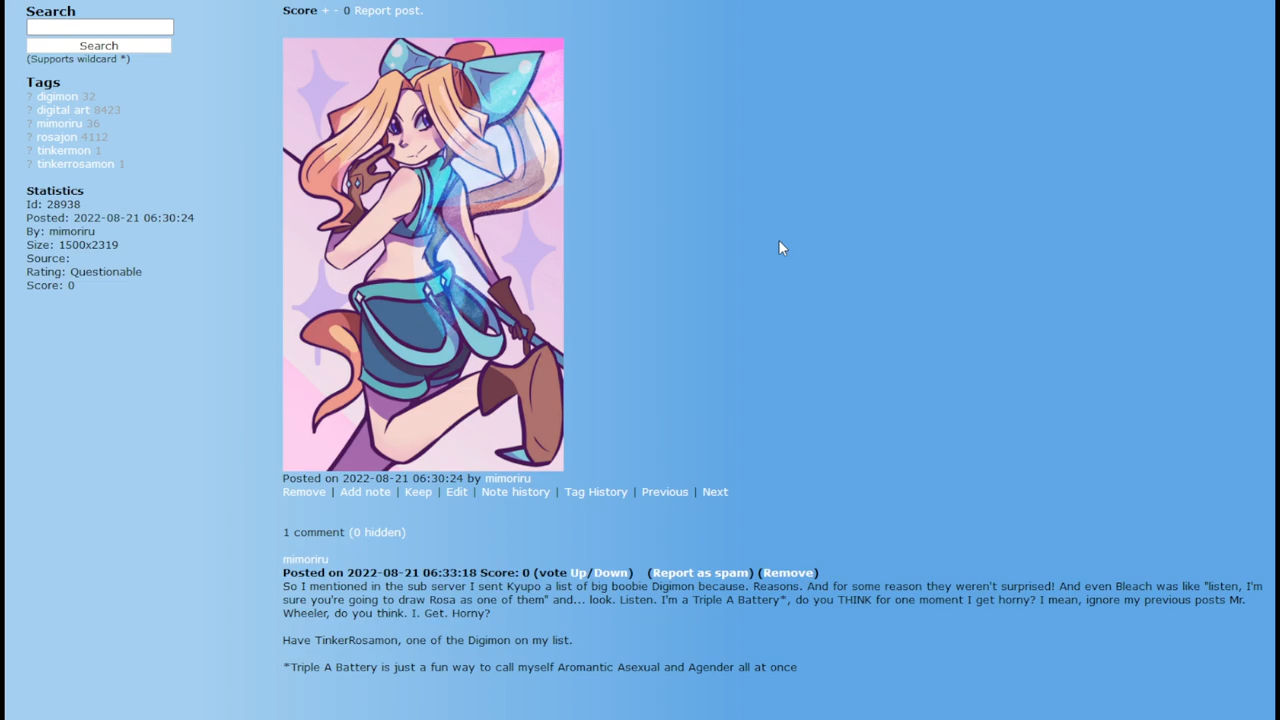 Search
Search
(Supports wildcard *)
Tags
? digimon 32
? digital art 8423
? mimoriru 36
? rosajon 4112
? tinkermon 1
? tinkerrosamon 1
Statistics
Id: 28938
Posted: 2022-08-21 06:30:24
By: mimoriru
Size: 1500x2319
Source:
Rating: Questionable
Score: 0
Score + - 0 Report post.
Posted on 2022-08-21 06:30:24 by mimoriru
Remove | Add note | Keep | Edit | Note history | Tag History | Previous | Next
1 comment (0 hidden)
mimoriru
Posted on 2022-08-21 06:33:18 Score: 0 (vote Up/Down) (Report as spam) (Remove)
So I mentioned in the sub server I sent Kyupo a list of big boobie Digimon because. Reasons. And for some reason they weren't surprised! And even Bleach was like "listen, I'm
sure you're going to draw Rosa as one of them" and... look. Listen. I'm a Triple A Battery*, do you THINK for one moment I get horny? I mean, ignore my previous posts Mr.
Wheeler, do you think. I. Get. Horny?
Have TinkerRosamon, one of the Digimon on my list.
*Triple A Battery is just a fun way to call myself Aromantic Asexual and Agender all at once